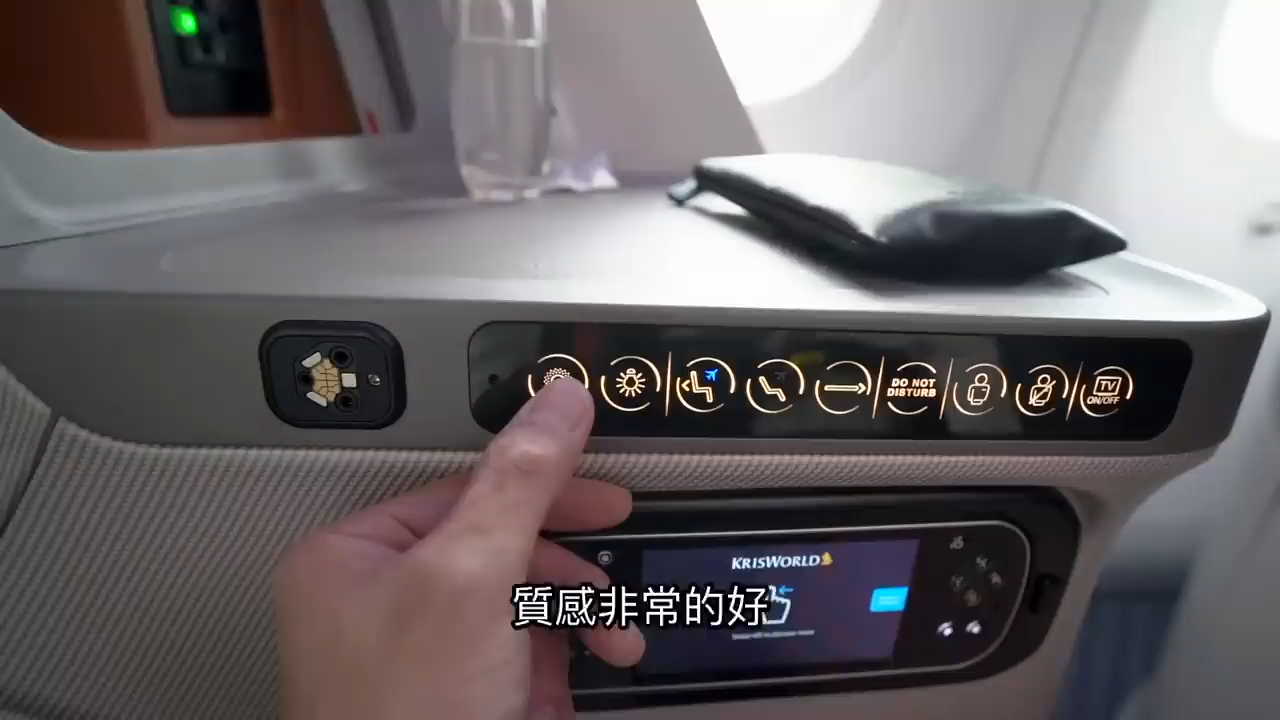 DO NOT
DISTURB
TV
ON/OFF
KRISWORLD
質感非常的好